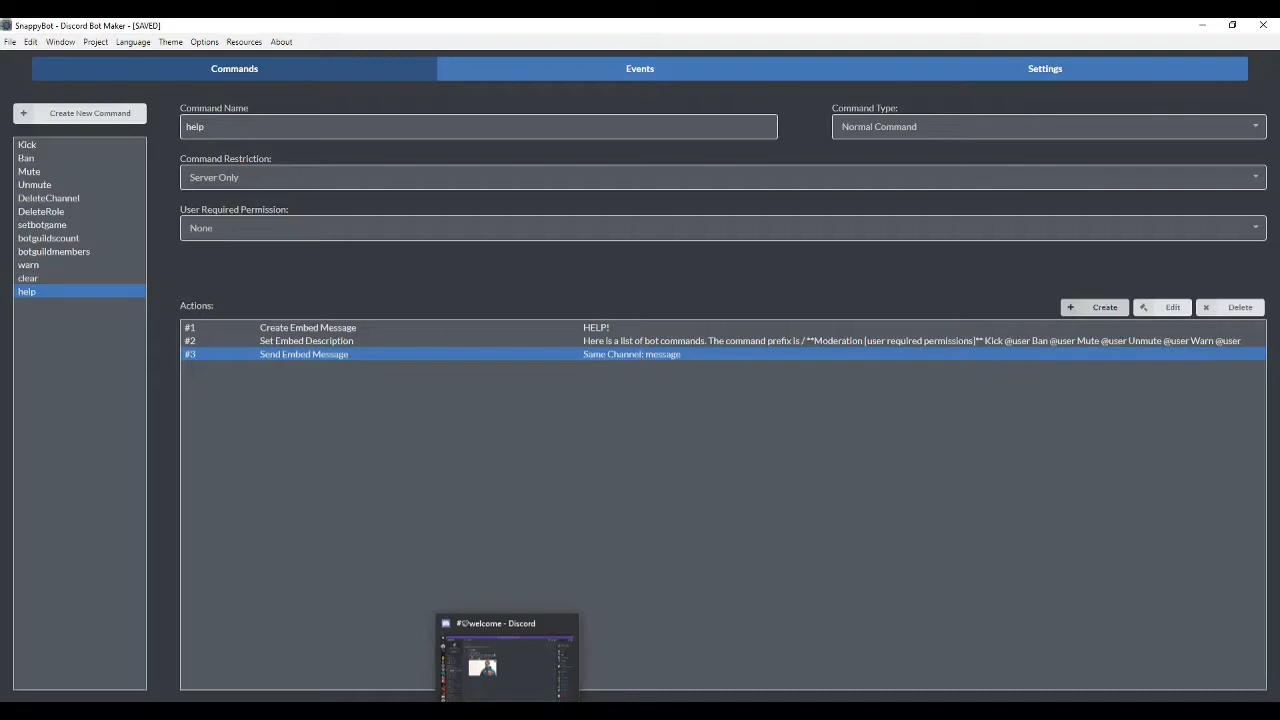 SnappyBot - Discord Bot Maker - [SAVED]
File Edit Window Project Language Theme Options Resources About
Commands Events Settings
Create New Command
Kick
Ban
Mute
Unmute
DeleteChannel
DeleteRole
setbotgame
botguildscount
botguildmembers
warn
clear
help
Command Name
help
Command Type:
Normal Command
Command Restriction:
Server Only
User Required Permission:
None
Actions:
Create Edit Delete
#1 Create Embed Message HELP!
#2 Set Embed Description Here is a list of bot commands. The command prefix is / **Moderation [user required permissions]** Kick @user Ban @user Mute @user Unmute @user Warn @user
#3 Send Embed Message Same Channel: message
welcome - Discord